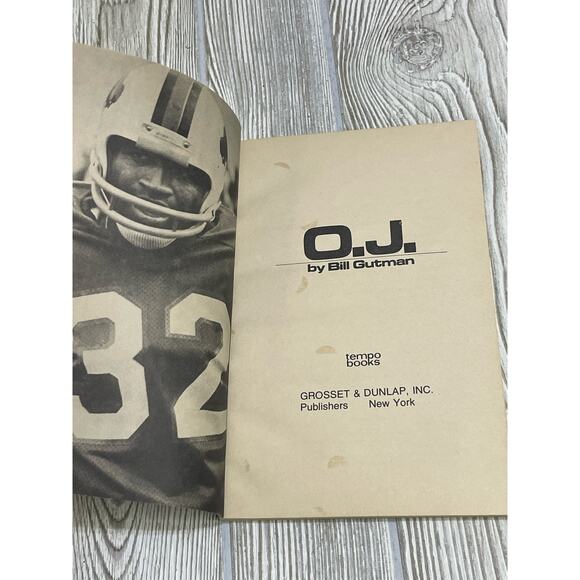 32
O.J.
by Bill Gutman
tempo
books
GROSSET & DUNLAP, INC.
Publishers New York